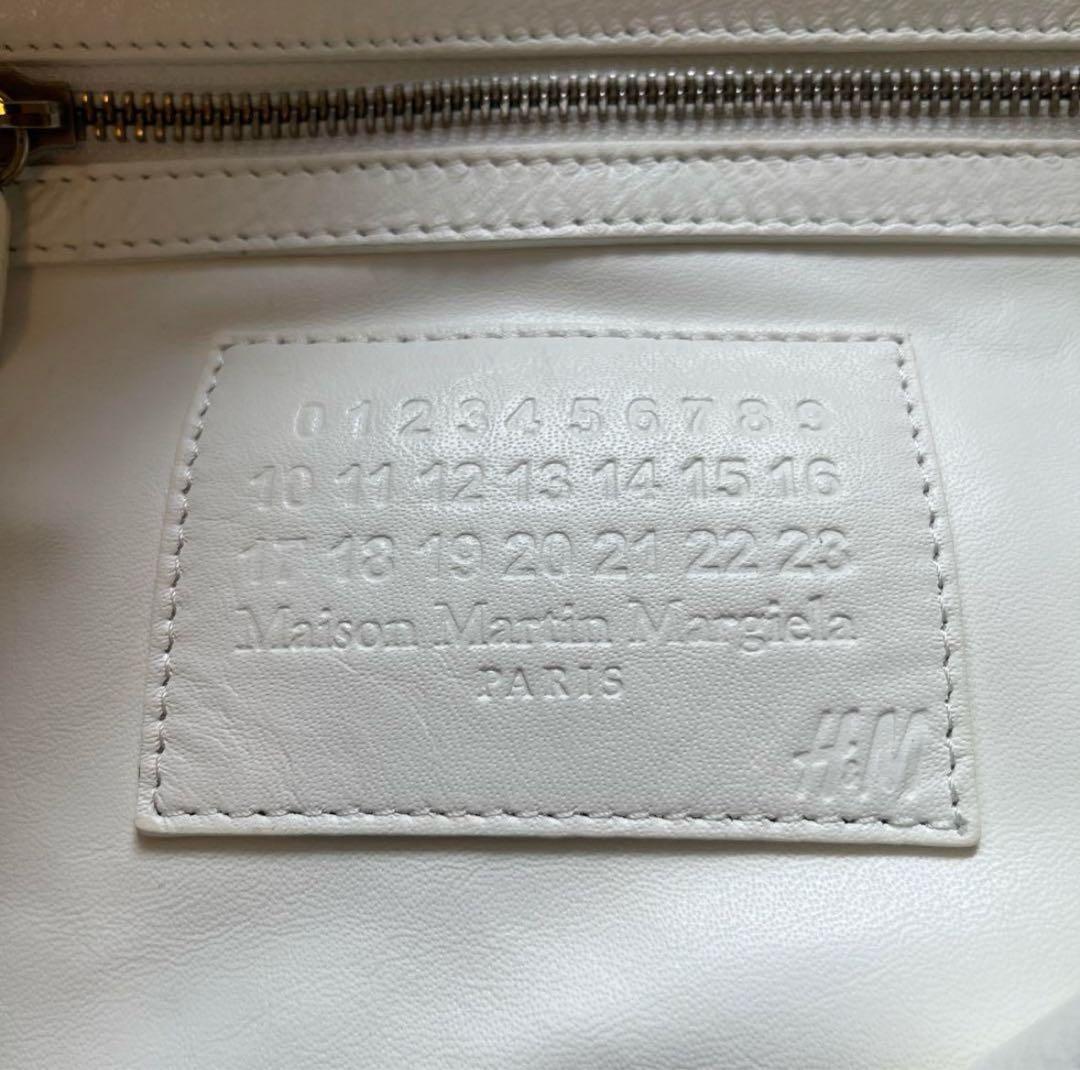 0 1 2 3 4 5 6 7 8 9
10 11 12 13 14 15 16
17 18 19 20 21 22 23
Maison Martin Margiela
PARIS
H&M